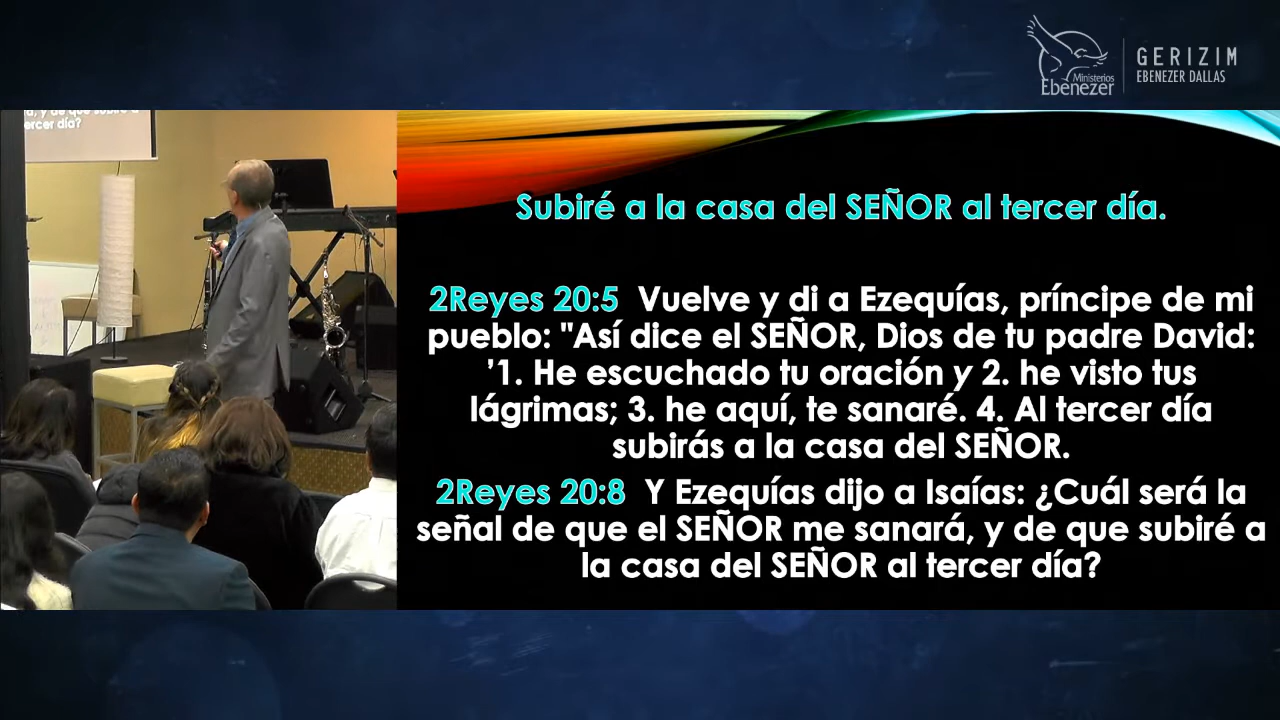 Ministerios
Ebenezer
GERIZIM
EBENEZER DALLAS
y de que subiré a
tercer día?
Subiré a la casa del SEÑOR al tercer día.
2Reyes 20:5 Vuelve y di a Ezequías, príncipe de mi
pueblo: "Así dice el SEÑOR, Dios de tu padre David:
’1. He escuchado tu oración y 2. he visto tus
lágrimas; 3. he aquí, te sanaré. 4. Al tercer día
subirás a la casa del SEÑOR.
2Reyes 20:8 Y Ezequías dijo a Isaías: ¿Cuál será la
señal de que el SEÑOR me sanará, y de que subiré a
la casa del SEÑOR al tercer día?